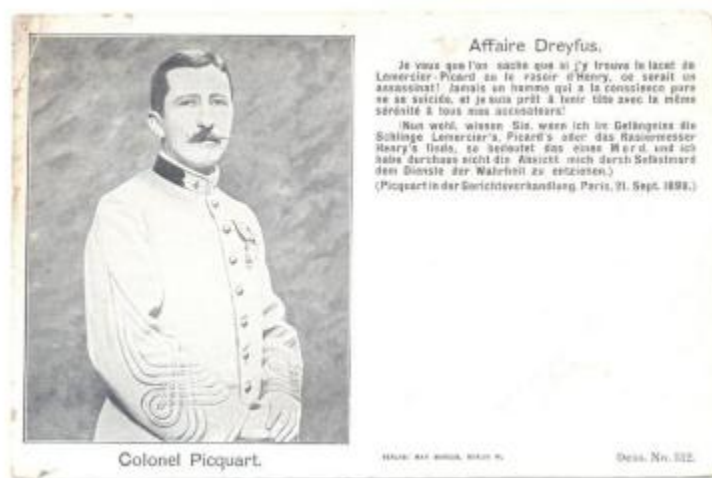 Affaire Dreyfus.
Je veux que l'on sache que si j'y trouve le lacet de
Lemercier-Picard ou le rasoir d'Henry, ce serait un
assassinat! Jamais un homme qui a la conscience pure
ne se suicide, et je suis prêt à tenir tête avec la même
sérénité à tous mes accusateurs!
(Nun wohl, wissen Sie, wenn ich im Gefängniss die
Schlinge Lemercier's, Picard's oder das Rasiermesser
Henry's finde, so bedeutet das einen Mord, und ich
habe durchaus nicht die Absicht mich durch Selbstmord
dem Dienste der Wahrheit zu entziehen.)
(Picquart in der Gerichtsverhandlung. Paris, 21. Sept. 1898.)
Colonel Picquart.